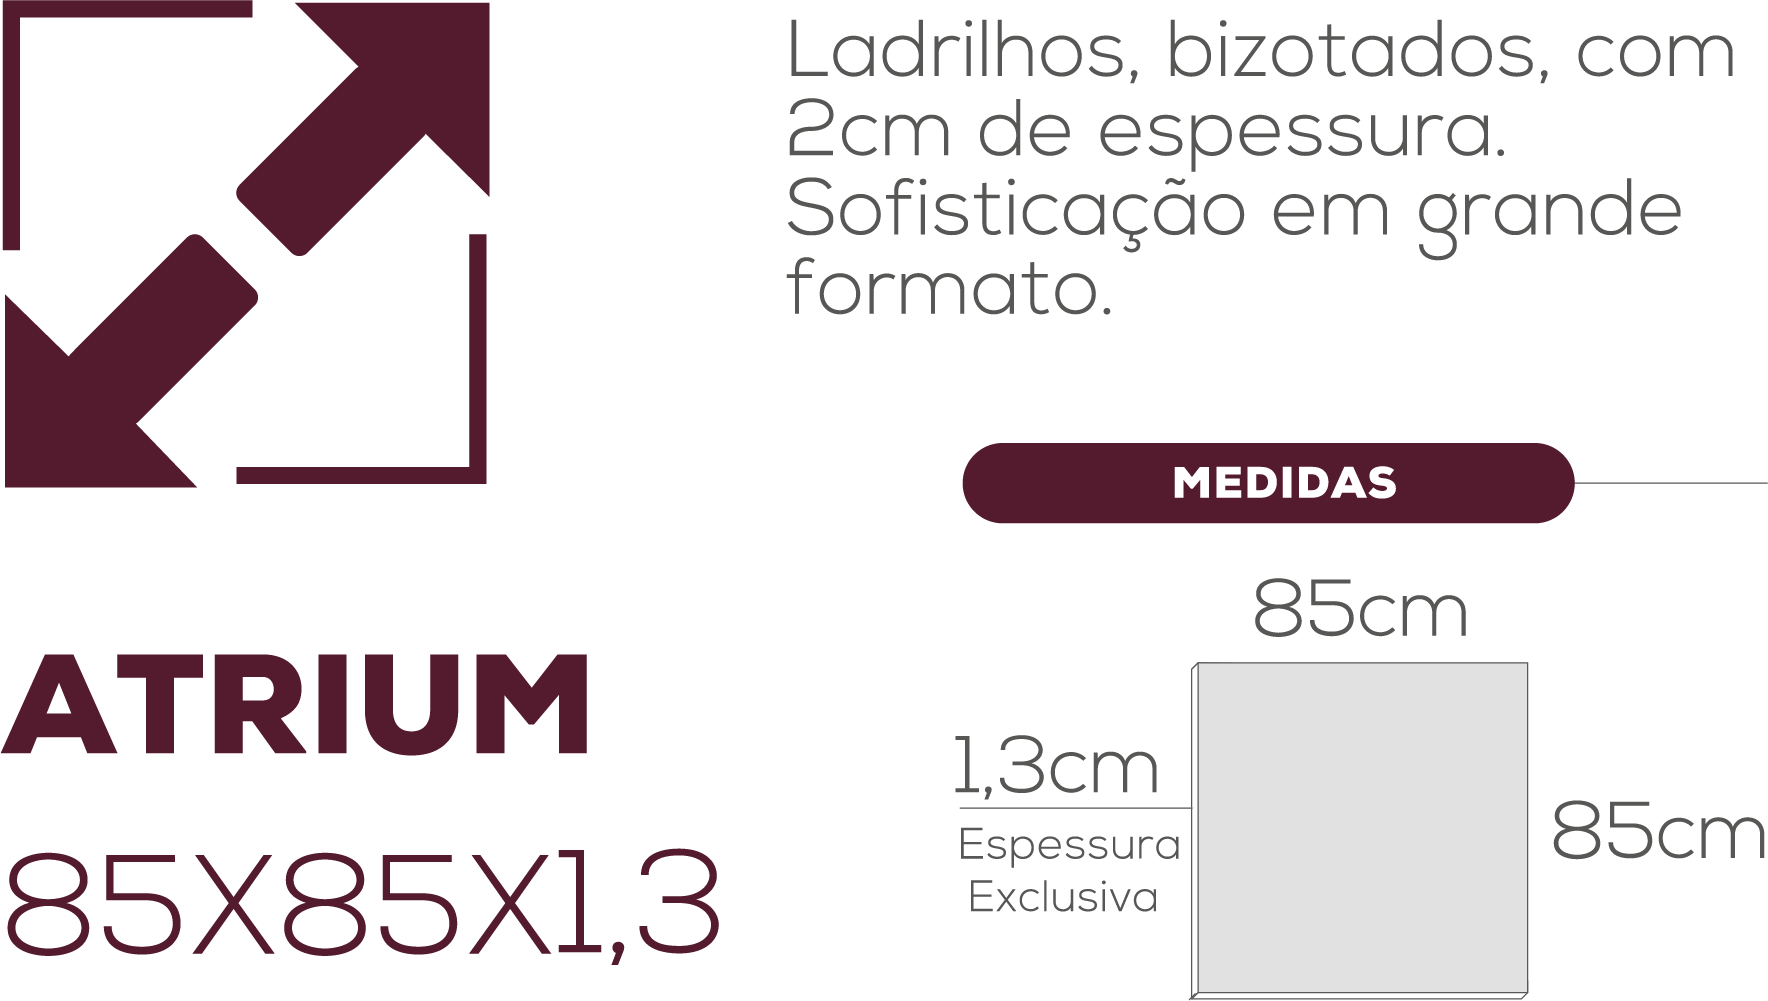 Ladrilhos, bizotados, com
2cm de espessura.
Sofisticação em grande
formato.
MEDIDAS
85cm
ATRIUM
1,3cm
Espessura
Exclusiva
85cm
85X85X1,3